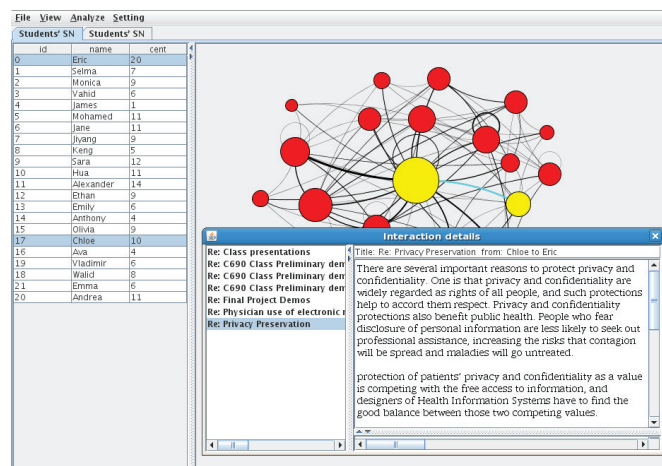 File View Analyze Setting
Students' SN Students' SN
id name cent
0 Eric 20
1 Selma 7
2 Monica 9
3 Vahid 6
4 James 1
5 Mohamed 11
6 Jane 11
7 Jiyang 9
8 Keng 5
9 Sara 12
10 Hua 11
11 Alexander 14
12 Ethan 9
13 Emily 6
14 Anthony 4
15 Olivia 9
17 Chloe 10
16 Ava 4
19 Vladimir 6
18 Walid 8
21 Emma 6
20 Andrea 11
Interaction details
Re: Class presentations
Re: C690 Class Preliminary dem
Re: C690 Class Preliminary dem
Re: C690 Class Preliminary dem
Re: Final Project Demos
Re: Physician use of electronic r
Re: Privacy Preservation
Title: Re: Privacy Preservation from: Chloe to Eric
There are several important reasons to protect privacy and
confidentiality. One is that privacy and confidentiality are
widely regarded as rights of all people, and such protections
help to accord them respect. Privacy and confidentiality
protections also benefit public health. People who fear
disclosure of personal information are less likely to seek out
professional assistance, increasing the risks that contagion
will be spread and maladies will go untreated.
protection of patients' privacy and confidentiality as a value
is competing with the free access to information, and
designers of Health Information Systems have to find the
good balance between those two competing values.